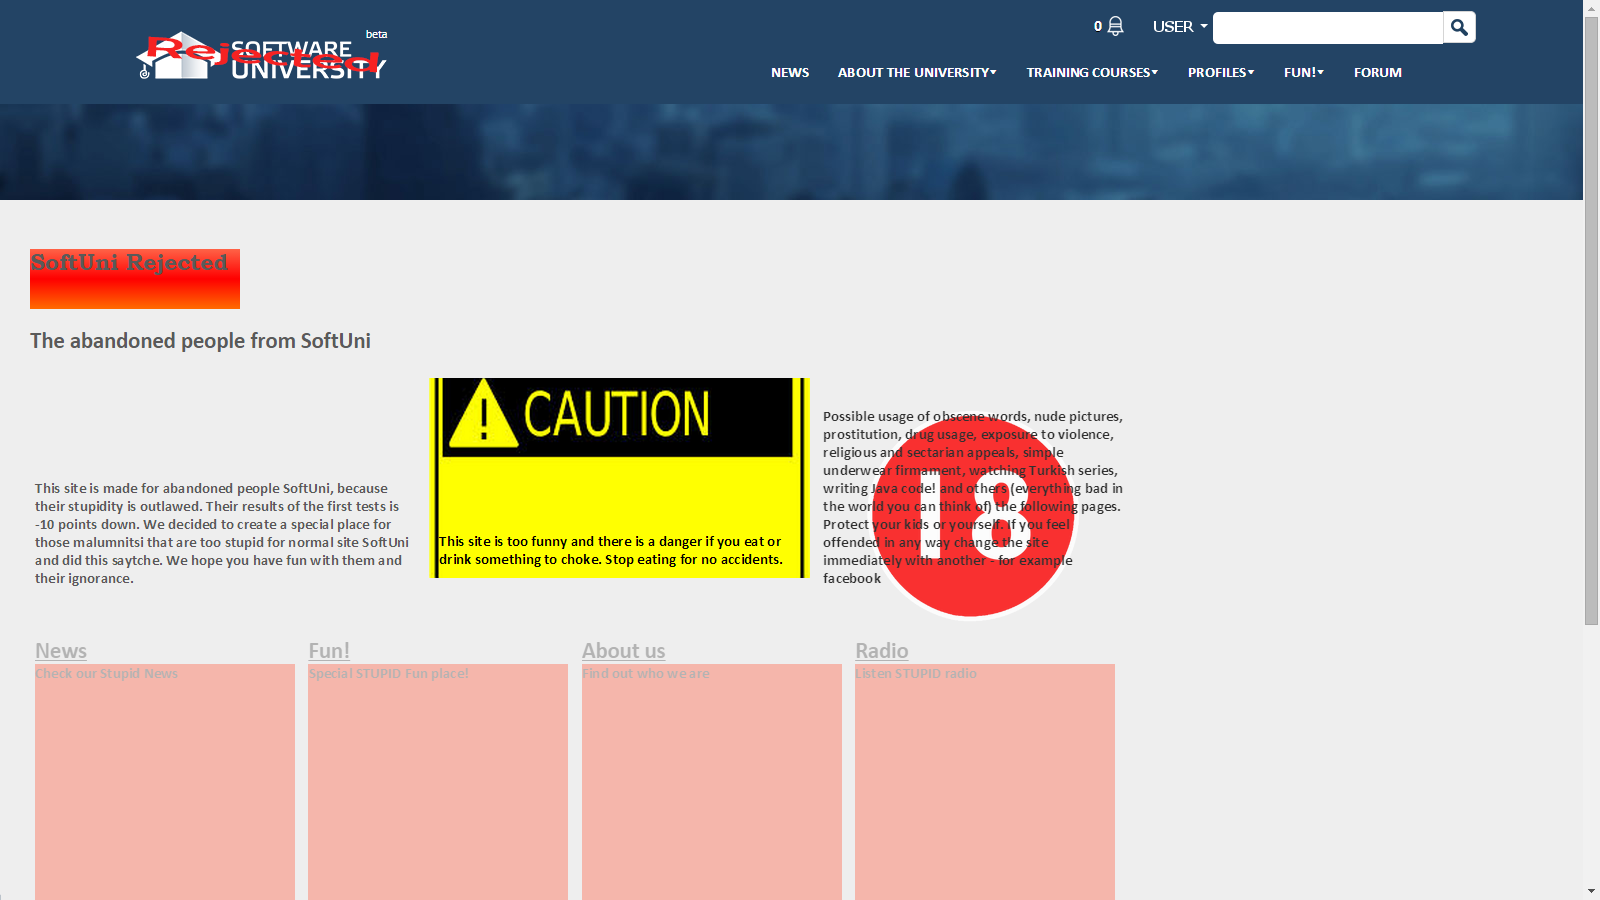 beta
Rejected
SOFTWARE
UNIVERSITY
0
USER
NEWS ABOUT THE UNIVERSITY TRAINING COURSES PROFILES FUN! FORUM
SoftUni Rejected
The abandoned people from SoftUni
This site is made for abandoned people SoftUni, because
their stupidity is outlawed. Their results of the first tests is
-10 points down. We decided to create a special place for
those malumnitsi that are too stupid for normal site SoftUni
and did this saytche. We hope you have fun with them and
their ignorance.
CAUTION
This site is too funny and there is a danger if you eat or
drink something to choke. Stop eating for no accidents.
18
Possible usage of obscene words, nude pictures,
prostitution, drug usage, exposure to violence,
religious and sectarian appeals, simple
underwear firmament, watching Turkish series,
writing Java code! and others (everything bad in
the world you can think of) the following pages.
Protect your kids or yourself. If you feel
offended in any way change the site
immediately with another - for example
facebook
News
Check our Stupid News
Fun!
Special STUPID Fun place!
About us
Find out who we are
Radio
Listen STUPID radio